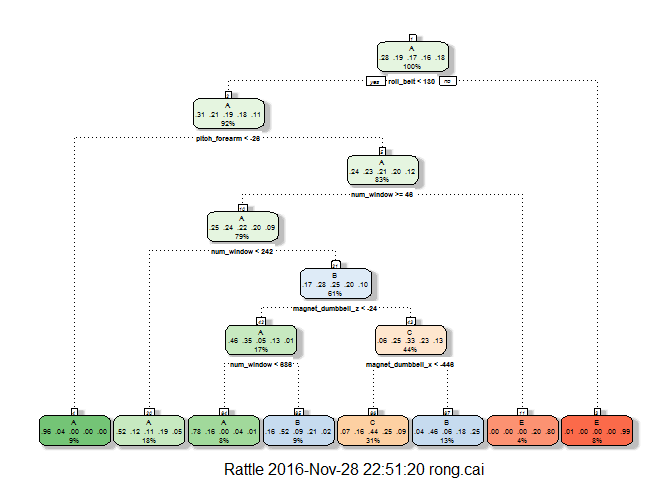 1
A
.28 .19 .17 .16 .18
100%
yes roll_belt < 130 no
2
A
.31 .21 .19 .18 .11
92%
pitch_forearm < -26
5
A
.24 .23 .21 .20 .12
83%
num_window >= 46
10
A
.25 .24 .22 .20 .09
79%
num_window < 242
21
B
.17 .28 .25 .20 .10
61%
magnet_dumbbell_z < -24
42
A
.46 .35 .05 .13 .01
17%
43
C
.06 .25 .33 .23 .13
44%
num_window < 686
magnet_dumbbell_x < -446
4
A
.96 .04 .00 .00 .00
9%
20
A
.52 .12 .11 .19 .05
18%
84
A
.78 .16 .00 .04 .01
8%
85
B
.16 .52 .09 .21 .02
9%
86
C
.07 .16 .44 .25 .09
31%
87
B
.04 .46 .06 .18 .25
13%
11
E
.00 .00 .00 .20 .80
4%
3
E
.01 .00 .00 .00 .99
8%
Rattle 2016-Nov-28 22:51:20 rong.cai